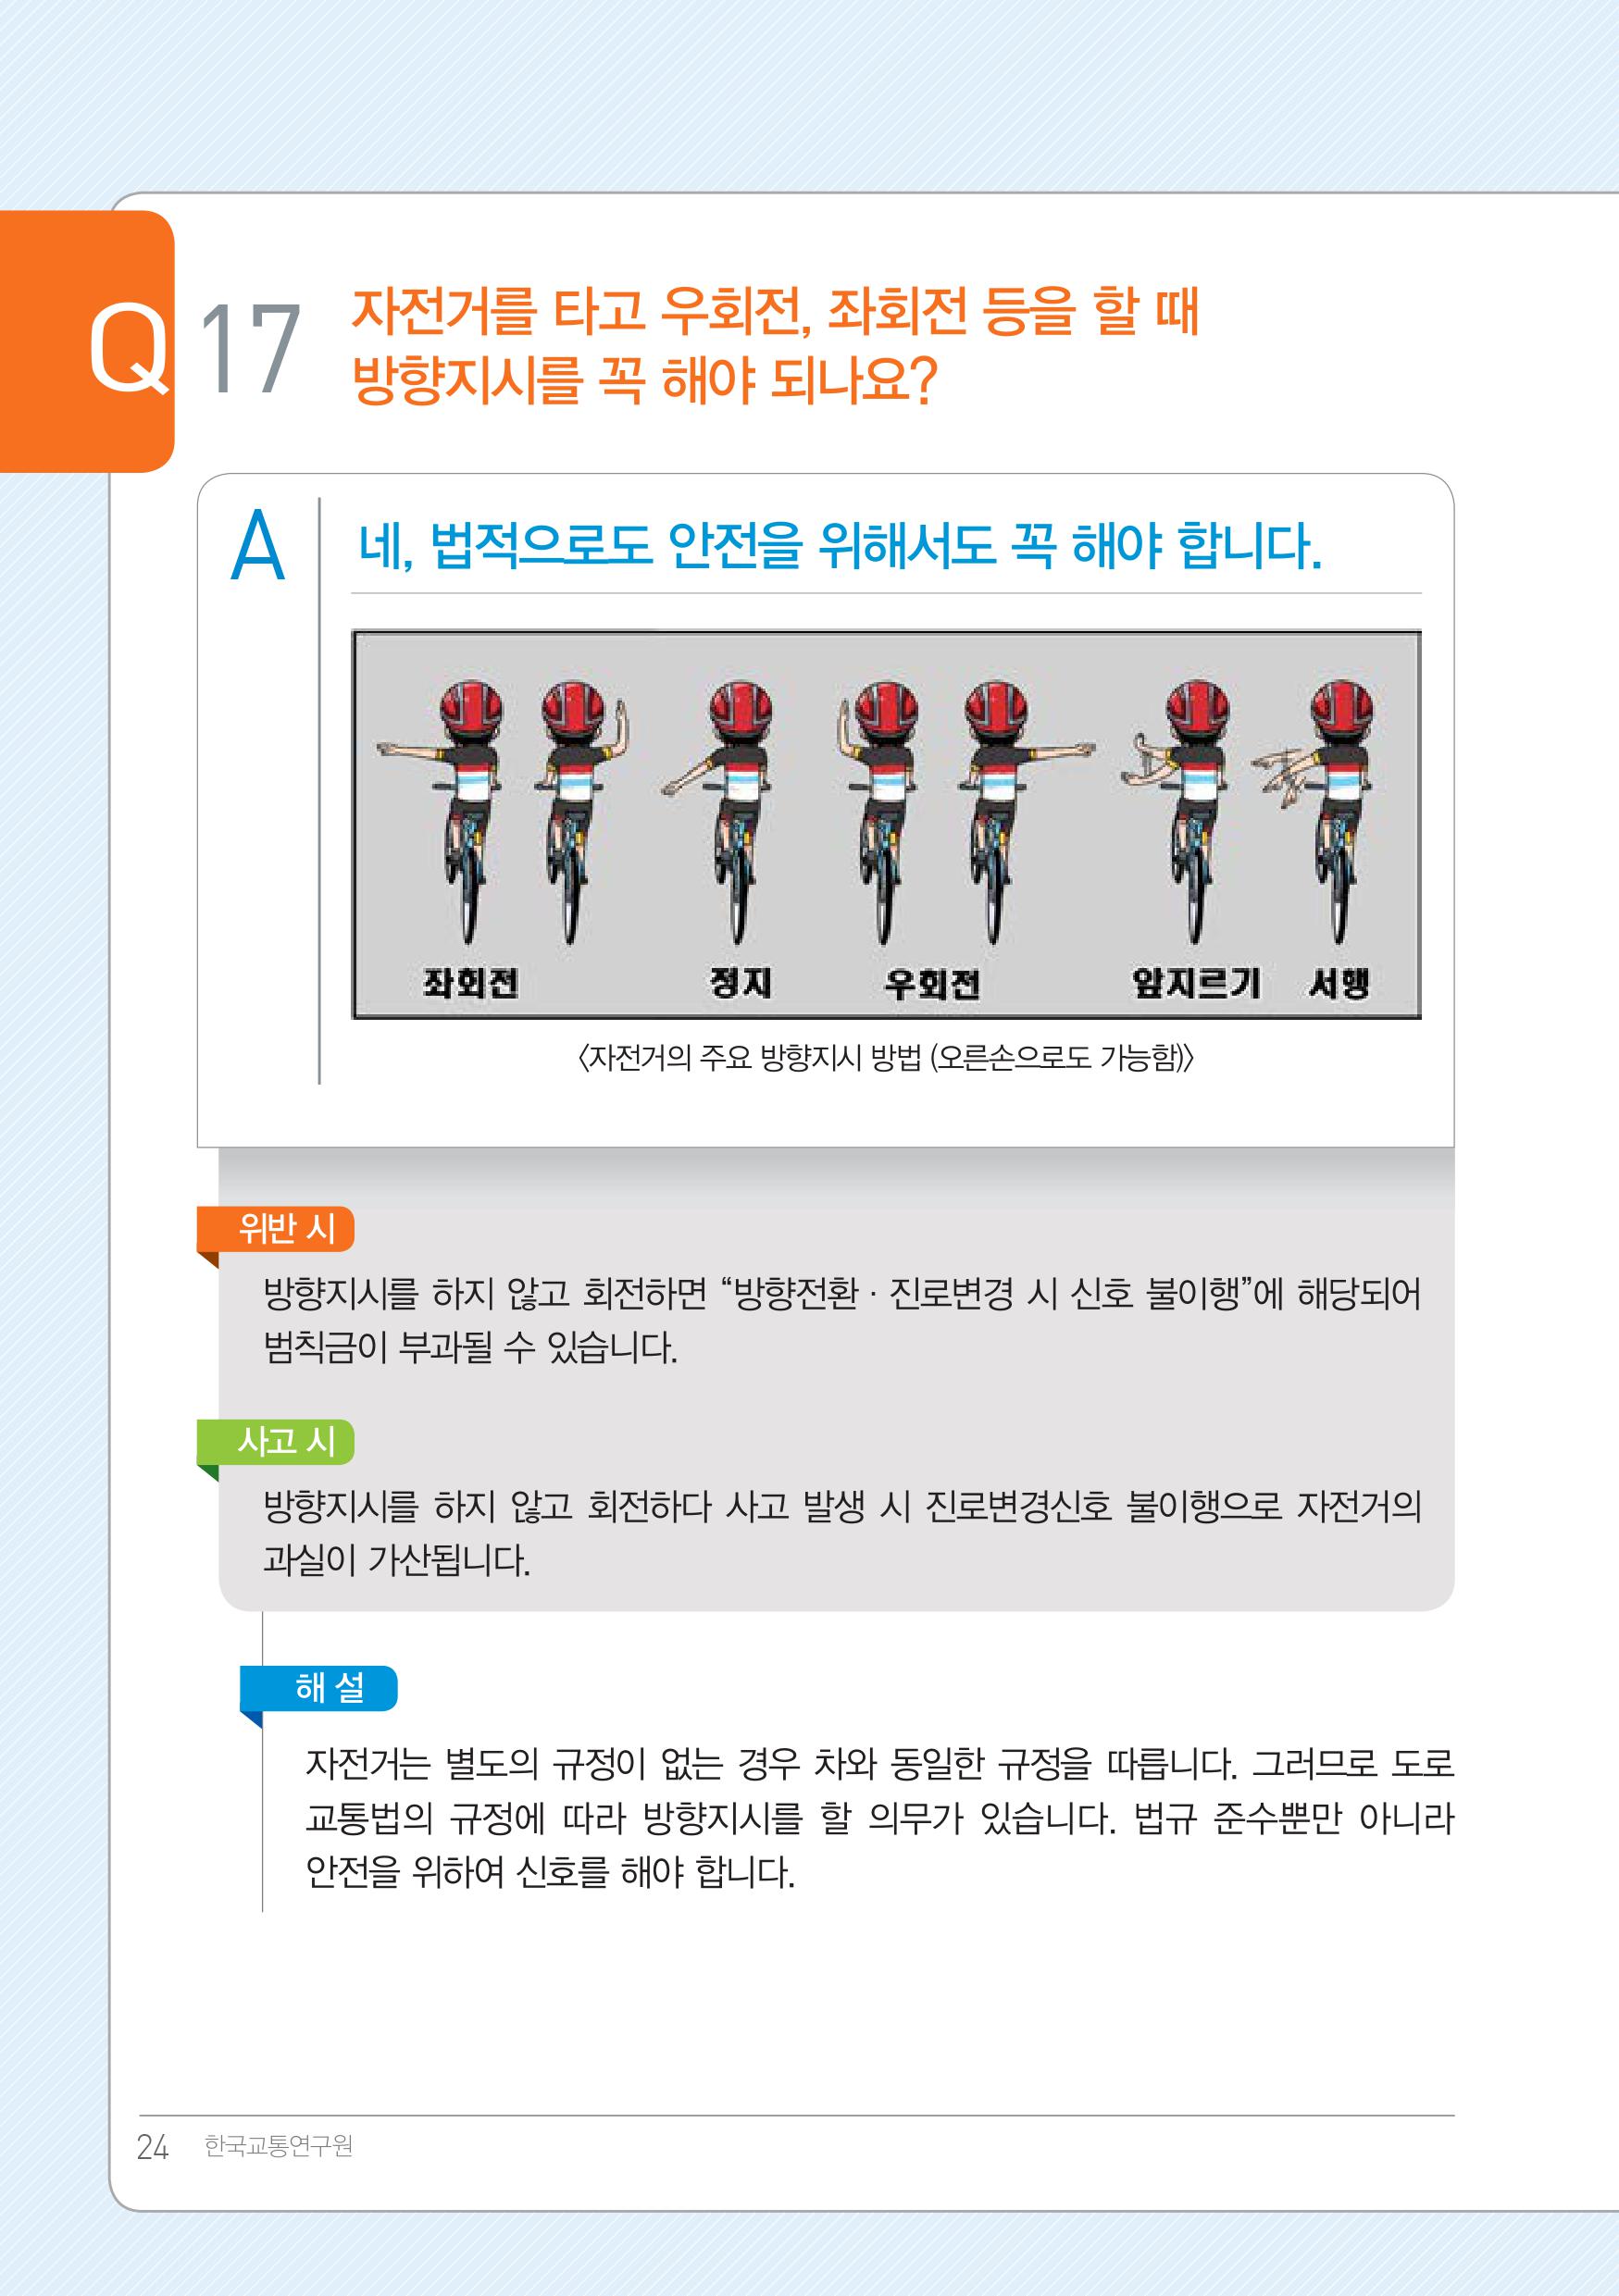 Q 17 자전거를 타고 우회전, 좌회전 등을 할 때
방향지시를 꼭 해야 되나요?
A 네, 법적으로도 안전을 위해서도 꼭 해야 합니다.
좌회전 정지 우회전 앞지르기 서행
〈자전거의 주요 방향지시 방법 (오른손으로도 가능함)〉
위반 시
방향지시를 하지 않고 회전하면 “방향전환 · 진로변경 시 신호 불이행”에 해당되어
범칙금이 부과될 수 있습니다.
사고 시
방향지시를 하지 않고 회전하다 사고 발생 시 진로변경신호 불이행으로 자전거의
과실이 가산됩니다.
해 설
자전거는 별도의 규정이 없는 경우 차와 동일한 규정을 따릅니다. 그러므로 도로
교통법의 규정에 따라 방향지시를 할 의무가 있습니다. 법규 준수뿐만 아니라
안전을 위하여 신호를 해야 합니다.
24 한국교통연구원